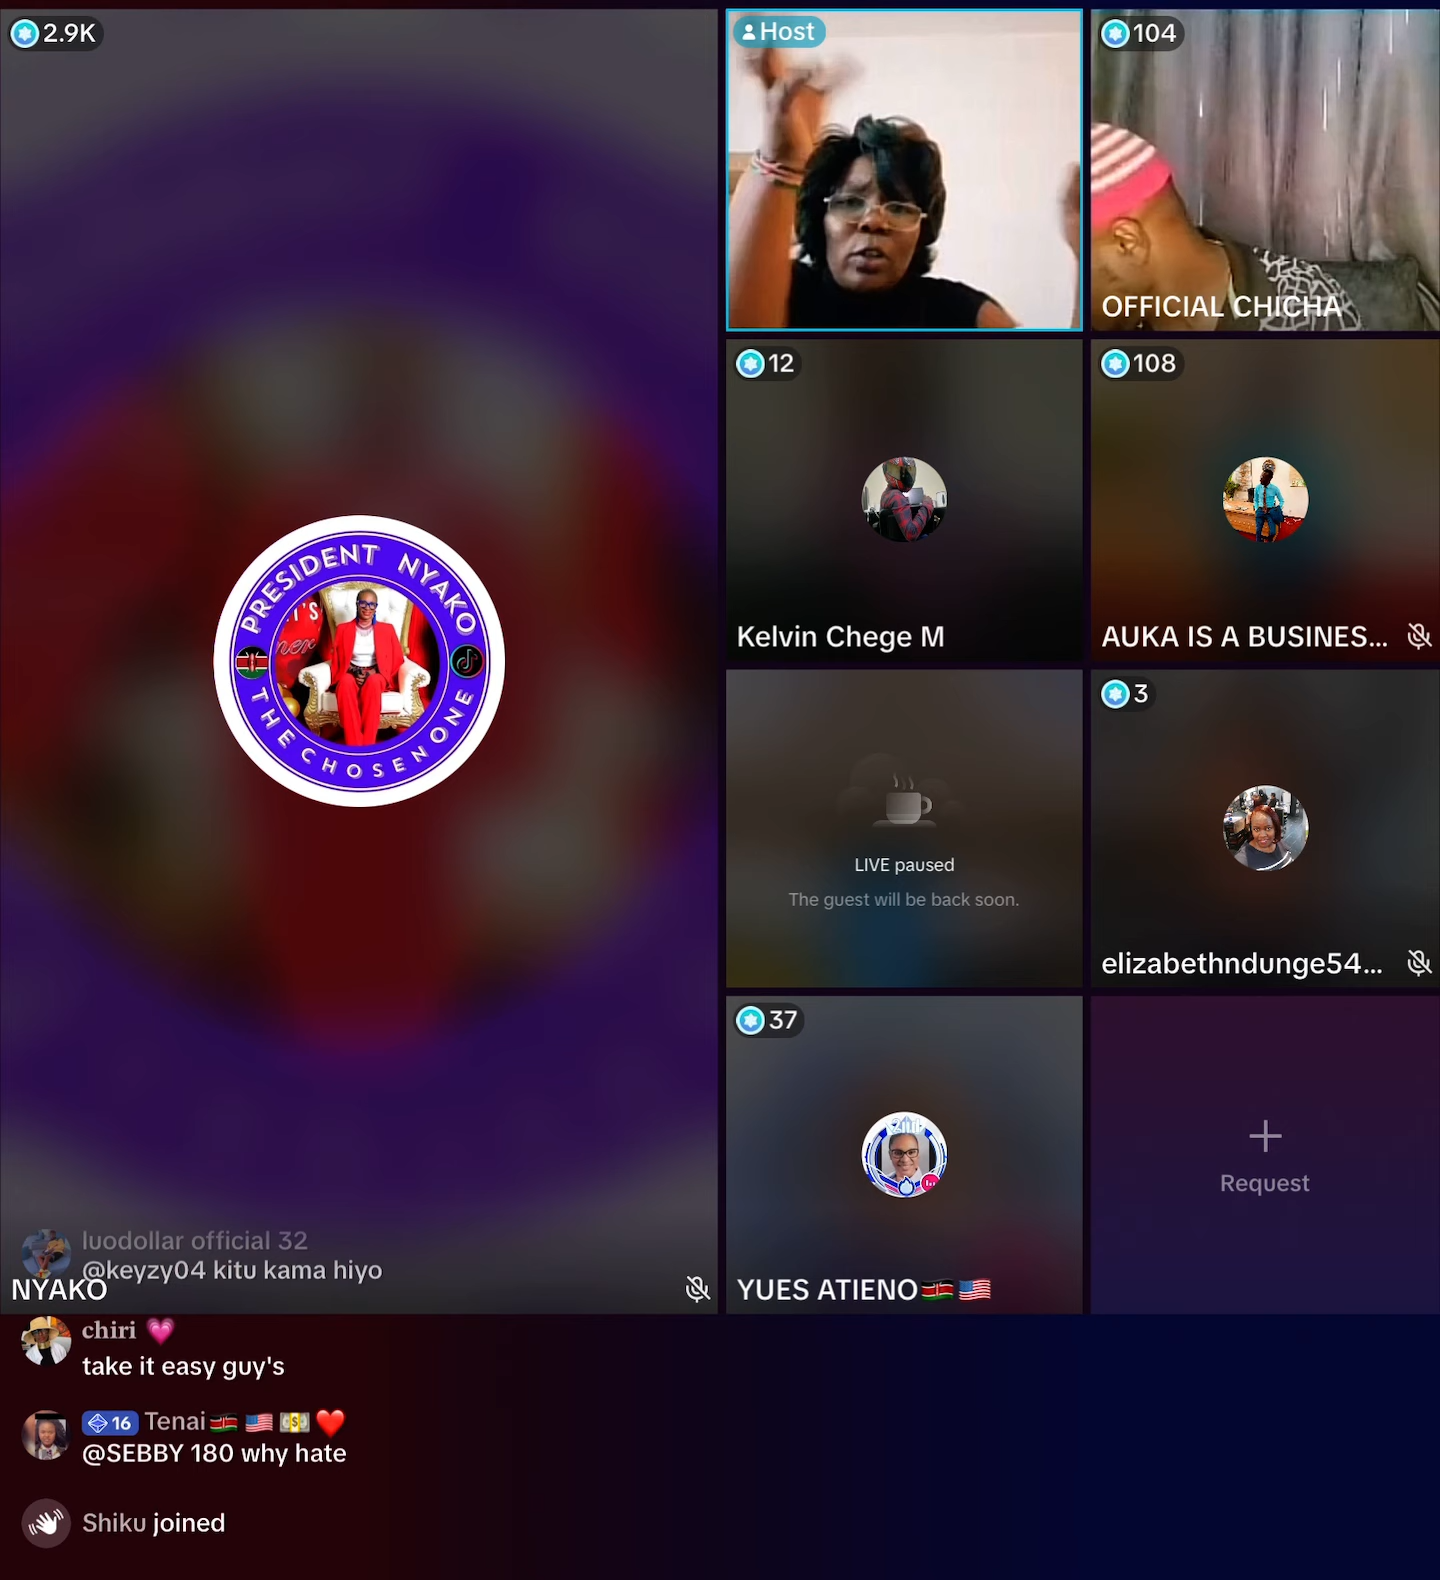 2.9K
PRESIDENT NYAKO
THE CHOSEN ONE
NYAKO
Host
104
OFFICIAL CHICHA
12
Kelvin Chege M
108
AUKA IS A BUSINES...
LIVE paused
The guest will be back soon.
3
elizabethndunge54...
37
YUES ATIENO🇰🇪🇺🇸
Request
luodollar official 32
@keyzy04 kitu kama hiyo
chiri 💗
take it easy guy's
16 Tenai🇰🇪 🇺🇸 💵 ❤️
@SEBBY 180 why hate
Shiku joined